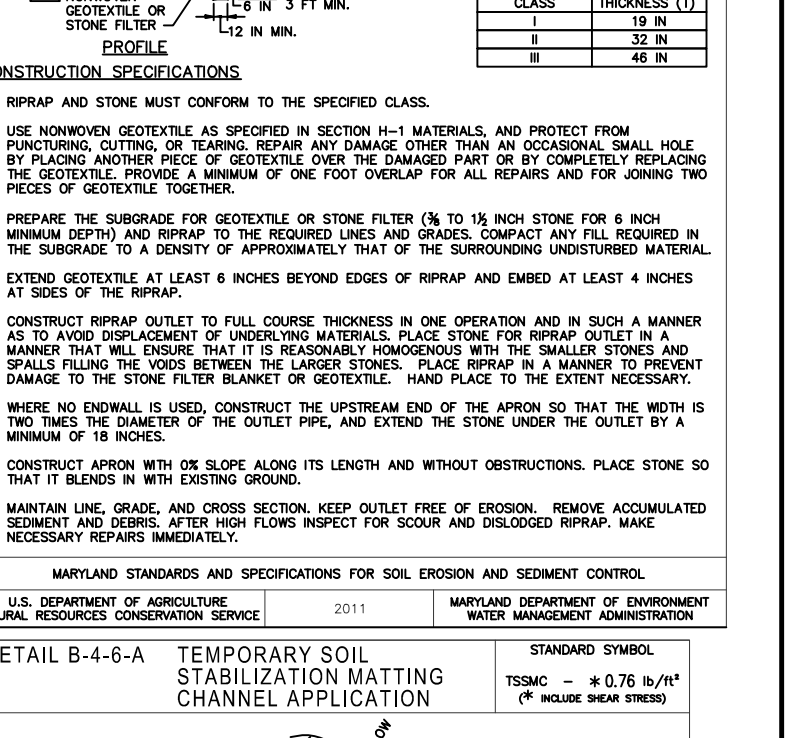 GEOTEXTILE OR
STONE FILTER
6 IN 3 FT MIN.
12 IN MIN.
PROFILE
CLASS THICKNESS (T)
I 19 IN
II 32 IN
III 46 IN
ONSTRUCTION SPECIFICATIONS
RIPRAP AND STONE MUST CONFORM TO THE SPECIFIED CLASS.
USE NONWOVEN GEOTEXTILE AS SPECIFIED IN SECTION H-1 MATERIALS, AND PROTECT FROM
PUNCTURING, CUTTING, OR TEARING. REPAIR ANY DAMAGE OTHER THAN AN OCCASIONAL SMALL HOLE
BY PLACING ANOTHER PIECE OF GEOTEXTILE OVER THE DAMAGED PART OR BY COMPLETELY REPLACING
THE GEOTEXTILE. PROVIDE A MINIMUM OF ONE FOOT OVERLAP FOR ALL REPAIRS AND FOR JOINING TWO
PIECES OF GEOTEXTILE TOGETHER.
PREPARE THE SUBGRADE FOR GEOTEXTILE OR STONE FILTER (⅜ TO 1½ INCH STONE FOR 6 INCH
MINIMUM DEPTH) AND RIPRAP TO THE REQUIRED LINES AND GRADES. COMPACT ANY FILL REQUIRED IN
THE SUBGRADE TO A DENSITY OF APPROXIMATELY THAT OF THE SURROUNDING UNDISTURBED MATERIAL.
EXTEND GEOTEXTILE AT LEAST 6 INCHES BEYOND EDGES OF RIPRAP AND EMBED AT LEAST 4 INCHES
AT SIDES OF THE RIPRAP.
CONSTRUCT RIPRAP OUTLET TO FULL COURSE THICKNESS IN ONE OPERATION AND IN SUCH A MANNER
AS TO AVOID DISPLACEMENT OF UNDERLYING MATERIALS. PLACE STONE FOR RIPRAP OUTLET IN A
MANNER THAT WILL ENSURE THAT IT IS REASONABLY HOMOGENOUS WITH THE SMALLER STONES AND
SPALLS FILLING THE VOIDS BETWEEN THE LARGER STONES. PLACE RIPRAP IN A MANNER TO PREVENT
DAMAGE TO THE STONE FILTER BLANKET OR GEOTEXTILE. HAND PLACE TO THE EXTENT NECESSARY.
WHERE NO ENDWALL IS USED, CONSTRUCT THE UPSTREAM END OF THE APRON SO THAT THE WIDTH IS
TWO TIMES THE DIAMETER OF THE OUTLET PIPE, AND EXTEND THE STONE UNDER THE OUTLET BY A
MINIMUM OF 18 INCHES.
CONSTRUCT APRON WITH 0% SLOPE ALONG ITS LENGTH AND WITHOUT OBSTRUCTIONS. PLACE STONE SO
THAT IT BLENDS IN WITH EXISTING GROUND.
MAINTAIN LINE, GRADE, AND CROSS SECTION. KEEP OUTLET FREE OF EROSION. REMOVE ACCUMULATED
SEDIMENT AND DEBRIS. AFTER HIGH FLOWS INSPECT FOR SCOUR AND DISLODGED RIPRAP. MAKE
NECESSARY REPAIRS IMMEDIATELY.
MARYLAND STANDARDS AND SPECIFICATIONS FOR SOIL EROSION AND SEDIMENT CONTROL
U.S. DEPARTMENT OF AGRICULTURE
URAL RESOURCES CONSERVATION SERVICE
2011
MARYLAND DEPARTMENT OF ENVIRONMENT
WATER MANAGEMENT ADMINISTRATION
ETAIL B-4-6-A TEMPORARY SOIL
STABILIZATION MATTING
CHANNEL APPLICATION
STANDARD SYMBOL
TSSMC - * 0.76 lb/ft²
(* INCLUDE SHEAR STRESS)
OW